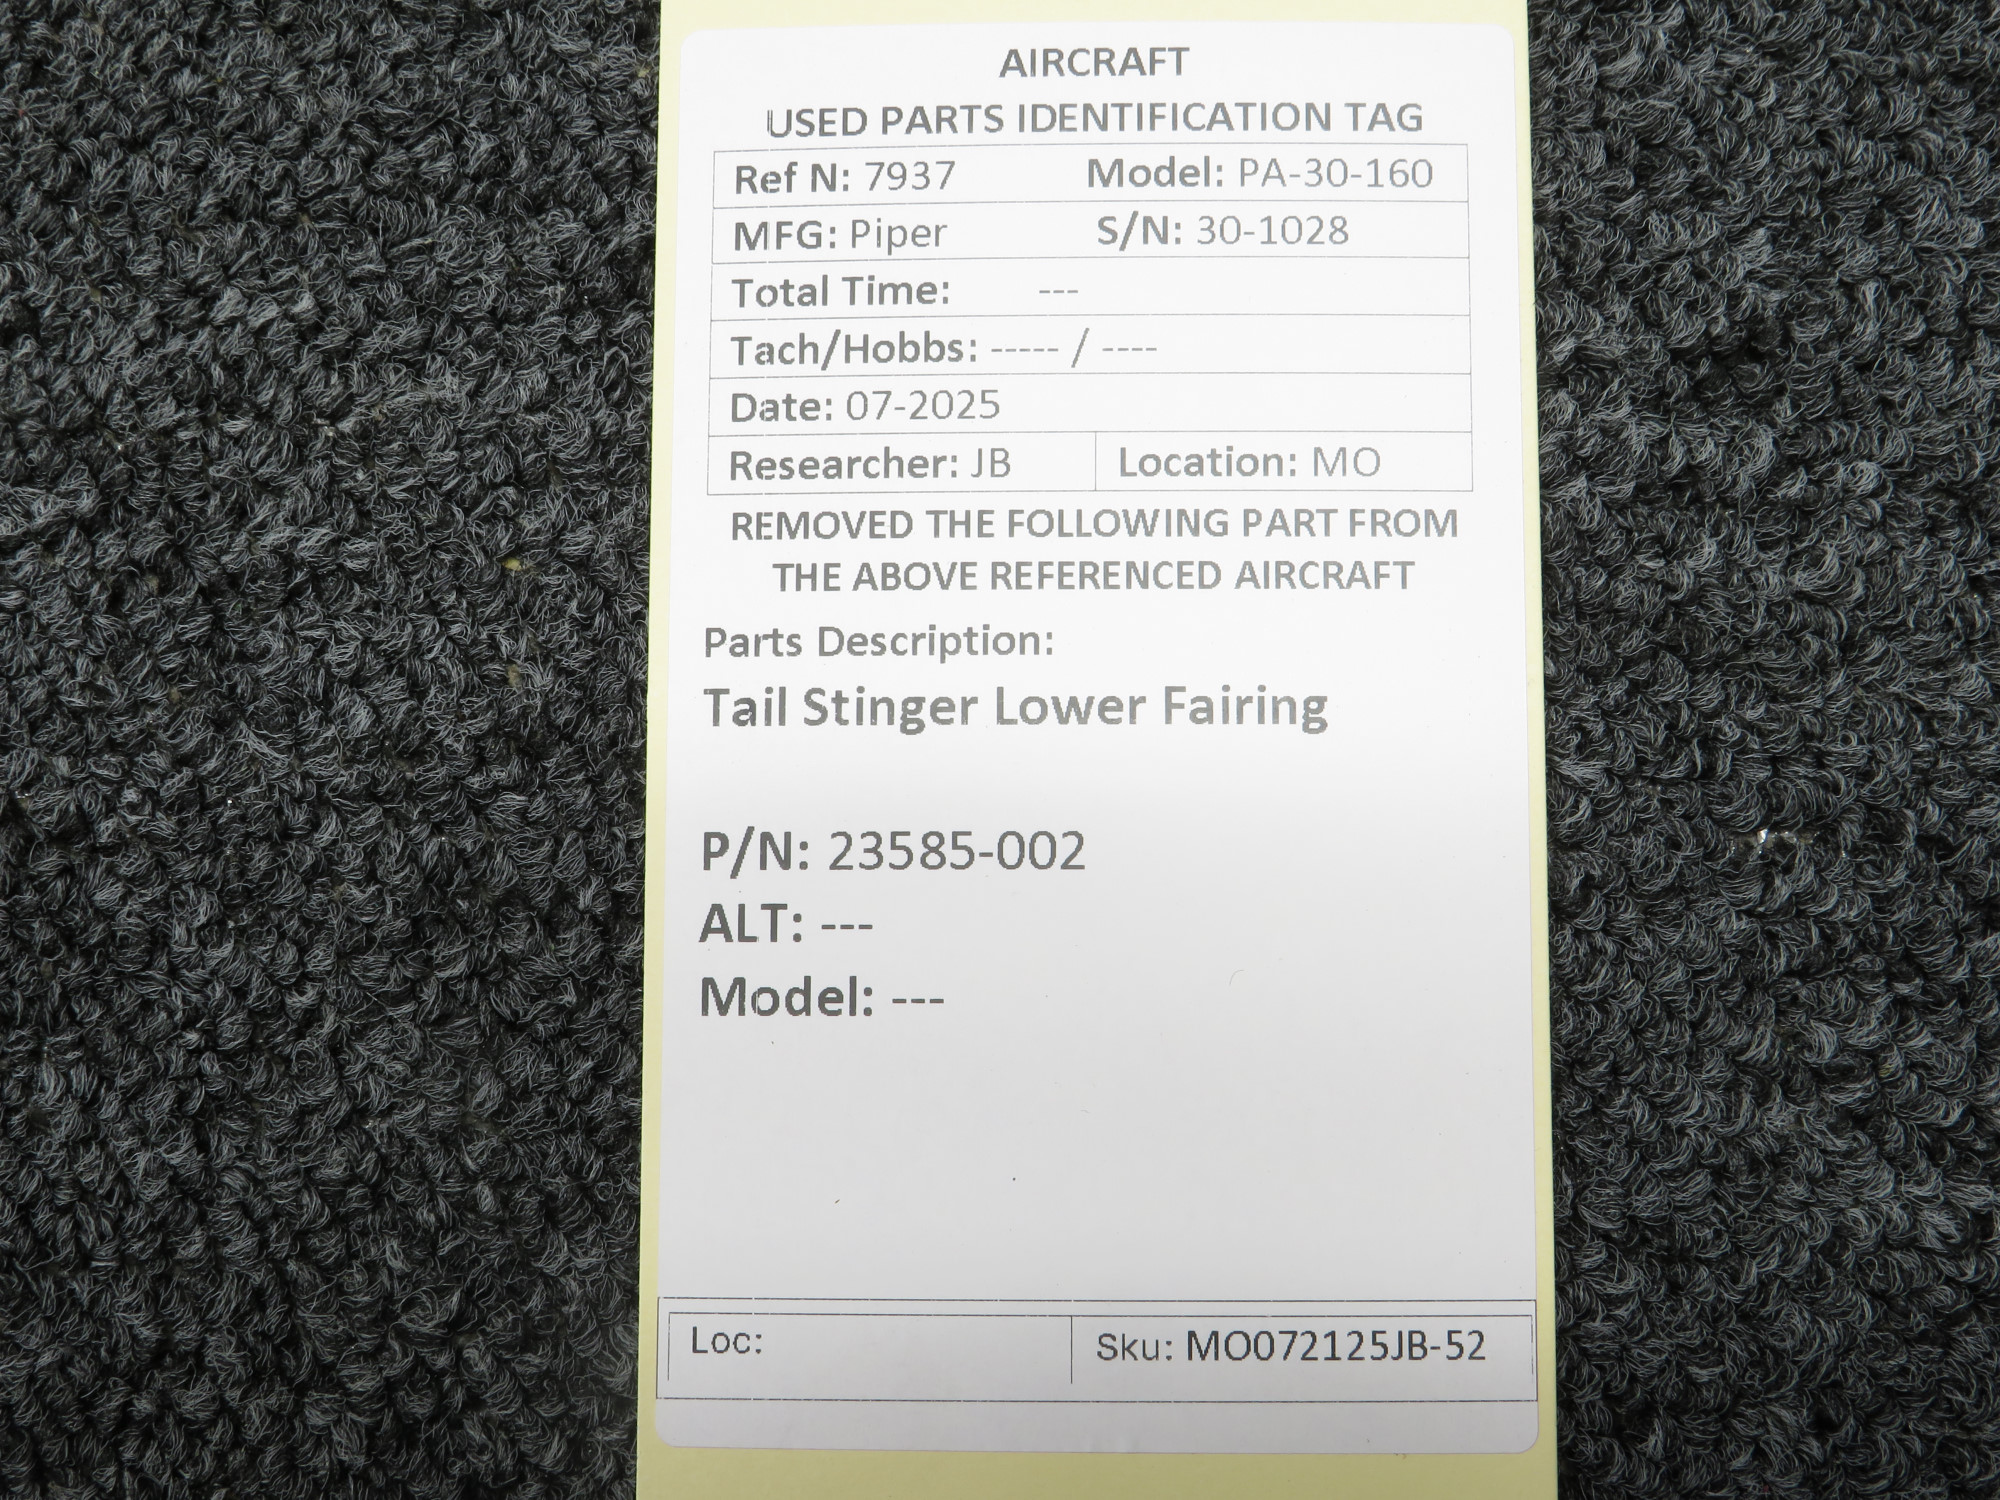 AIRCRAFT
USED PARTS IDENTIFICATION TAG
Ref N: 7937 Model: PA-30-160
MFG: Piper S/N: 30-1028
Total Time: ---
Tach/Hobbs: ----- / ----
Date: 07-2025
Researcher: JB Location: MO
REMOVED THE FOLLOWING PART FROM
THE ABOVE REFERENCED AIRCRAFT
Parts Description:
Tail Stinger Lower Fairing
P/N: 23585-002
ALT: ---
Model: ---
Loc: Sku: MO072125JB-52